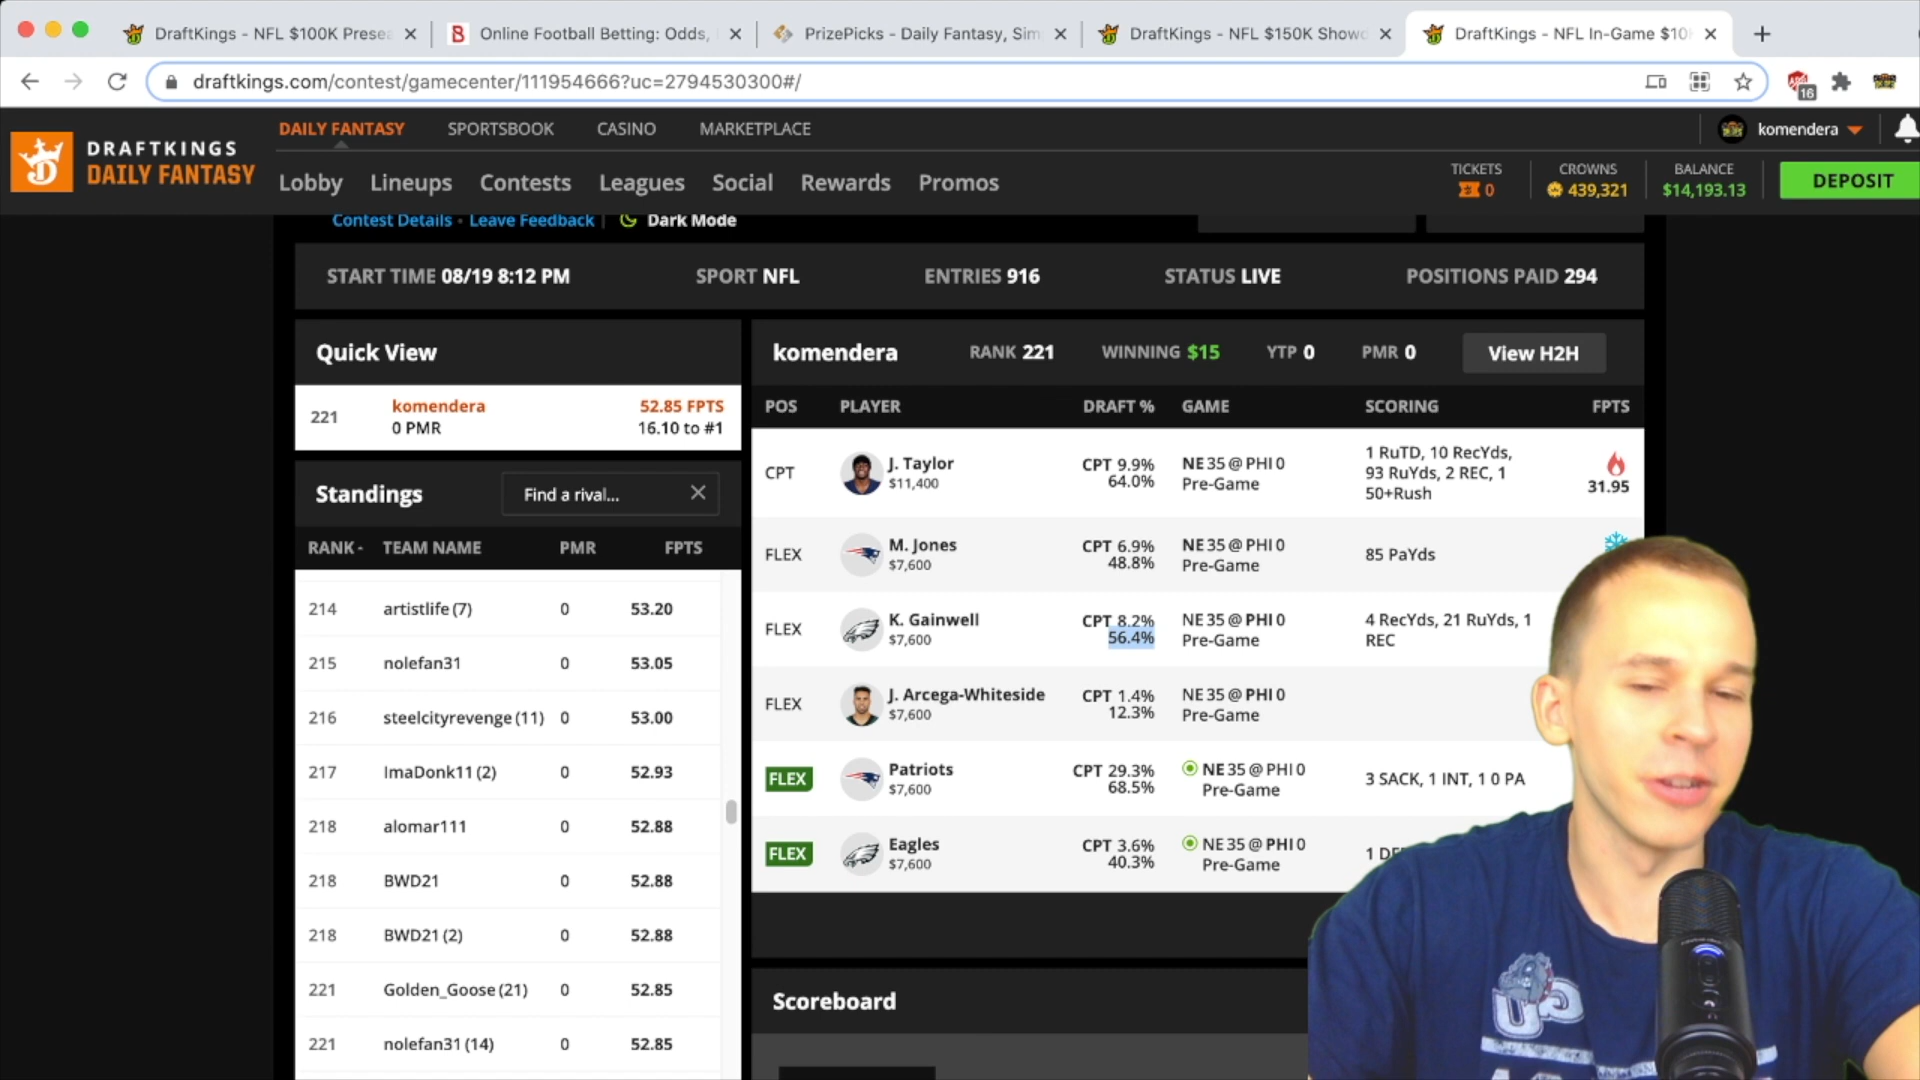 DraftKings - NFL $100K Prese
Online Football Betting: Odds,
PrizePicks - Daily Fantasy, Sim
DraftKings - NFL $150K Showd
DraftKings - NFL In-Game $10
draftkings.com/contest/gamecenter/111954666?uc=2794530300#/
16
DRAFTKINGS
DAILY FANTASY
DAILY FANTASY SPORTSBOOK CASINO MARKETPLACE
komendera
Lobby Lineups Contests Leagues Social Rewards Promos
TICKETS
0
CROWNS
439,321
BALANCE
$14,193.13
DEPOSIT
Contest Details • Leave Feedback | Dark Mode
START TIME 08/19 8:12 PM SPORT NFL ENTRIES 916 STATUS LIVE POSITIONS PAID 294
Quick View
221 komendera 52.85 FPTS
0 PMR 16.10 to #1
Standings
Find a rival...
RANK TEAM NAME PMR FPTS
214 artistlife (7) 0 53.20
215 nolefan31 0 53.05
216 steelcityrevenge (11) 0 53.00
217 ImaDonk11 (2) 0 52.93
218 alomar111 0 52.88
218 BWD21 0 52.88
218 BWD21 (2) 0 52.88
221 Golden_Goose (21) 0 52.85
221 nolefan31 (14) 0 52.85
komendera RANK 221 WINNING $15 YTP 0 PMR 0 View H2H
POS PLAYER DRAFT % GAME SCORING FPTS
CPT J. Taylor CPT 9.9% NE 35 @ PHI 0 1 RuTD, 10 RecYds,
$11,400 64.0% Pre-Game 93 RuYds, 2 REC, 1
50+Rush 31.95
FLEX M. Jones CPT 6.9% NE 35 @ PHI 0 85 PaYds
$7,600 48.8% Pre-Game
FLEX K. Gainwell CPT 8.2% NE 35 @ PHI 0 4 RecYds, 21 RuYds, 1
$7,600 56.4% Pre-Game REC
FLEX J. Arcega-Whiteside CPT 1.4% NE 35 @ PHI 0
$7,600 12.3% Pre-Game
FLEX Patriots CPT 29.3% NE 35 @ PHI 0 3 SACK, 1 INT, 1 0 PA
$7,600 68.5% Pre-Game
FLEX Eagles CPT 3.6% NE 35 @ PHI 0
$7,600 40.3% Pre-Game
Scoreboard